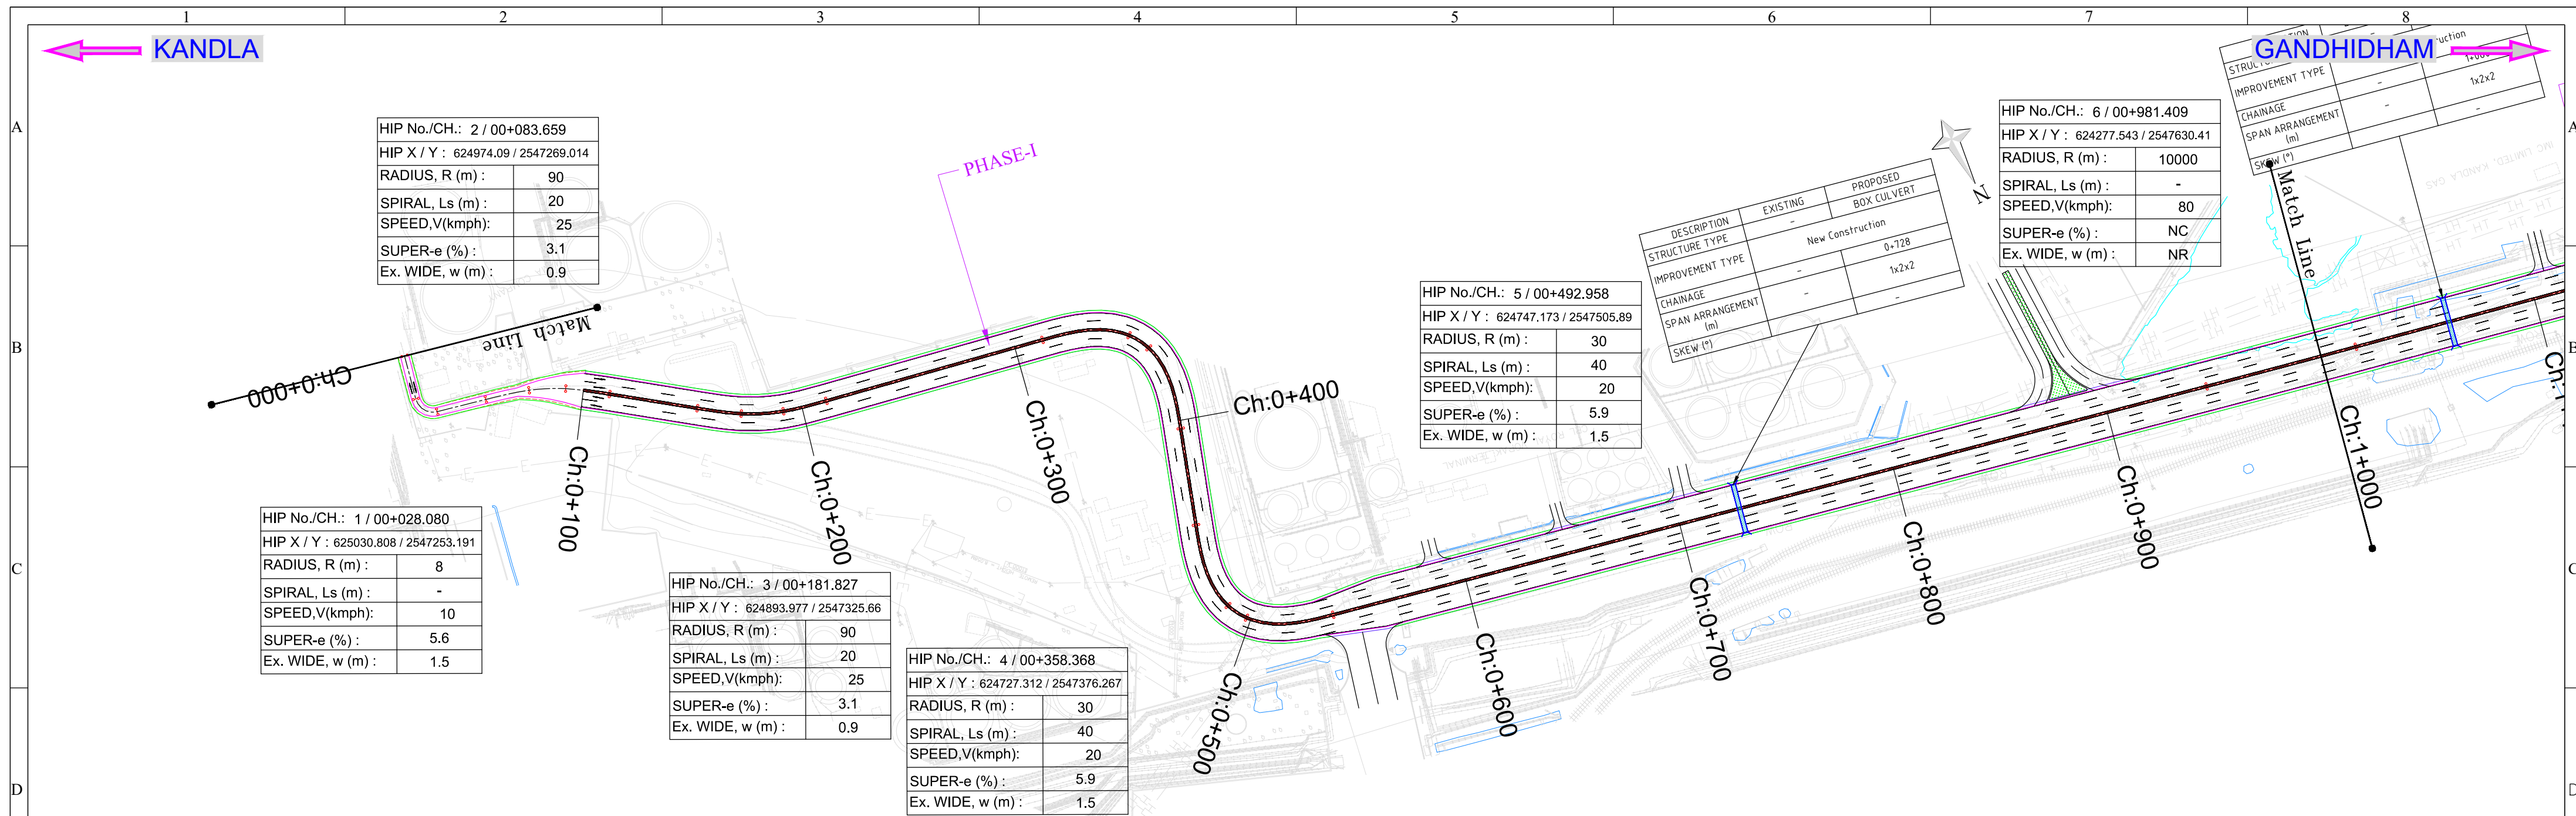 1 2 3 4 5 6 7 8
KANDLA
GANDHIDHAM
A
A
B
B
C
C
D
D
HIP No./CH.: 2 / 00+083.659
HIP X / Y : 624974.09 / 2547269.014
RADIUS, R (m) : 90
SPIRAL, Ls (m) : 20
SPEED,V(kmph): 25
SUPER-e (%) : 3.1
Ex. WIDE, w (m) : 0.9
PHASE-I
HIP No./CH.: 6 / 00+981.409
HIP X / Y : 624277.543 / 2547630.41
RADIUS, R (m) : 10000
SPIRAL, Ls (m) : -
SPEED,V(kmph): 80
SUPER-e (%) : NC
Ex. WIDE, w (m) : NR
IMPROVEMENT TYPE
CHAINAGE -
SPAN ARRANGEMENT - 1x2x2
(m)
SKEW (°) -
IMC LIMITED, KANDLA GAS
N
DESCRIPTION EXISTING PROPOSED
STRUCTURE TYPE - BOX CULVERT
IMPROVEMENT TYPE New Construction
CHAINAGE - 0+728
SPAN ARRANGEMENT - 1x2x2
(m)
SKEW (°) -
HIP No./CH.: 5 / 00+492.958
HIP X / Y : 624747.173 / 2547505.89
RADIUS, R (m) : 30
SPIRAL, Ls (m) : 40
SPEED,V(kmph): 20
SUPER-e (%) : 5.9
Ex. WIDE, w (m) : 1.5
Match Line
Match Line
Ch:0+000
Ch:0+100
Ch:0+200
Ch:0+300
Ch:0+400
Ch:0+500
Ch:0+600
Ch:0+700
Ch:0+800
Ch:0+900
Ch:1+000
HIP No./CH.: 1 / 00+028.080
HIP X / Y : 625030.808 / 2547253.191
RADIUS, R (m) : 8
SPIRAL, Ls (m) : -
SPEED,V(kmph): 10
SUPER-e (%) : 5.6
Ex. WIDE, w (m) : 1.5
HIP No./CH.: 3 / 00+181.827
HIP X / Y : 624893.977 / 2547325.66
RADIUS, R (m) : 90
SPIRAL, Ls (m) : 20
SPEED,V(kmph): 25
SUPER-e (%) : 3.1
Ex. WIDE, w (m) : 0.9
HIP No./CH.: 4 / 00+358.368
HIP X / Y : 624727.312 / 2547376.267
RADIUS, R (m) : 30
SPIRAL, Ls (m) : 40
SPEED,V(kmph): 20
SUPER-e (%) : 5.9
Ex. WIDE, w (m) : 1.5